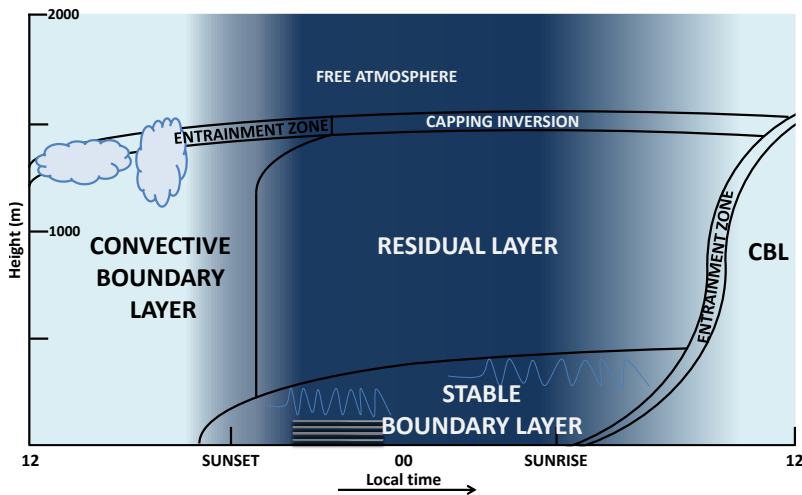 2000
FREE ATMOSPHERE
ENTRAINMENT ZONE
CAPPING INVERSION
Height (m)
1000
CONVECTIVE
BOUNDARY
LAYER
RESIDUAL LAYER
ENTRAINMENT ZONE
CBL
STABLE
BOUNDARY LAYER
12
SUNSET
00
SUNRISE
12
Local time